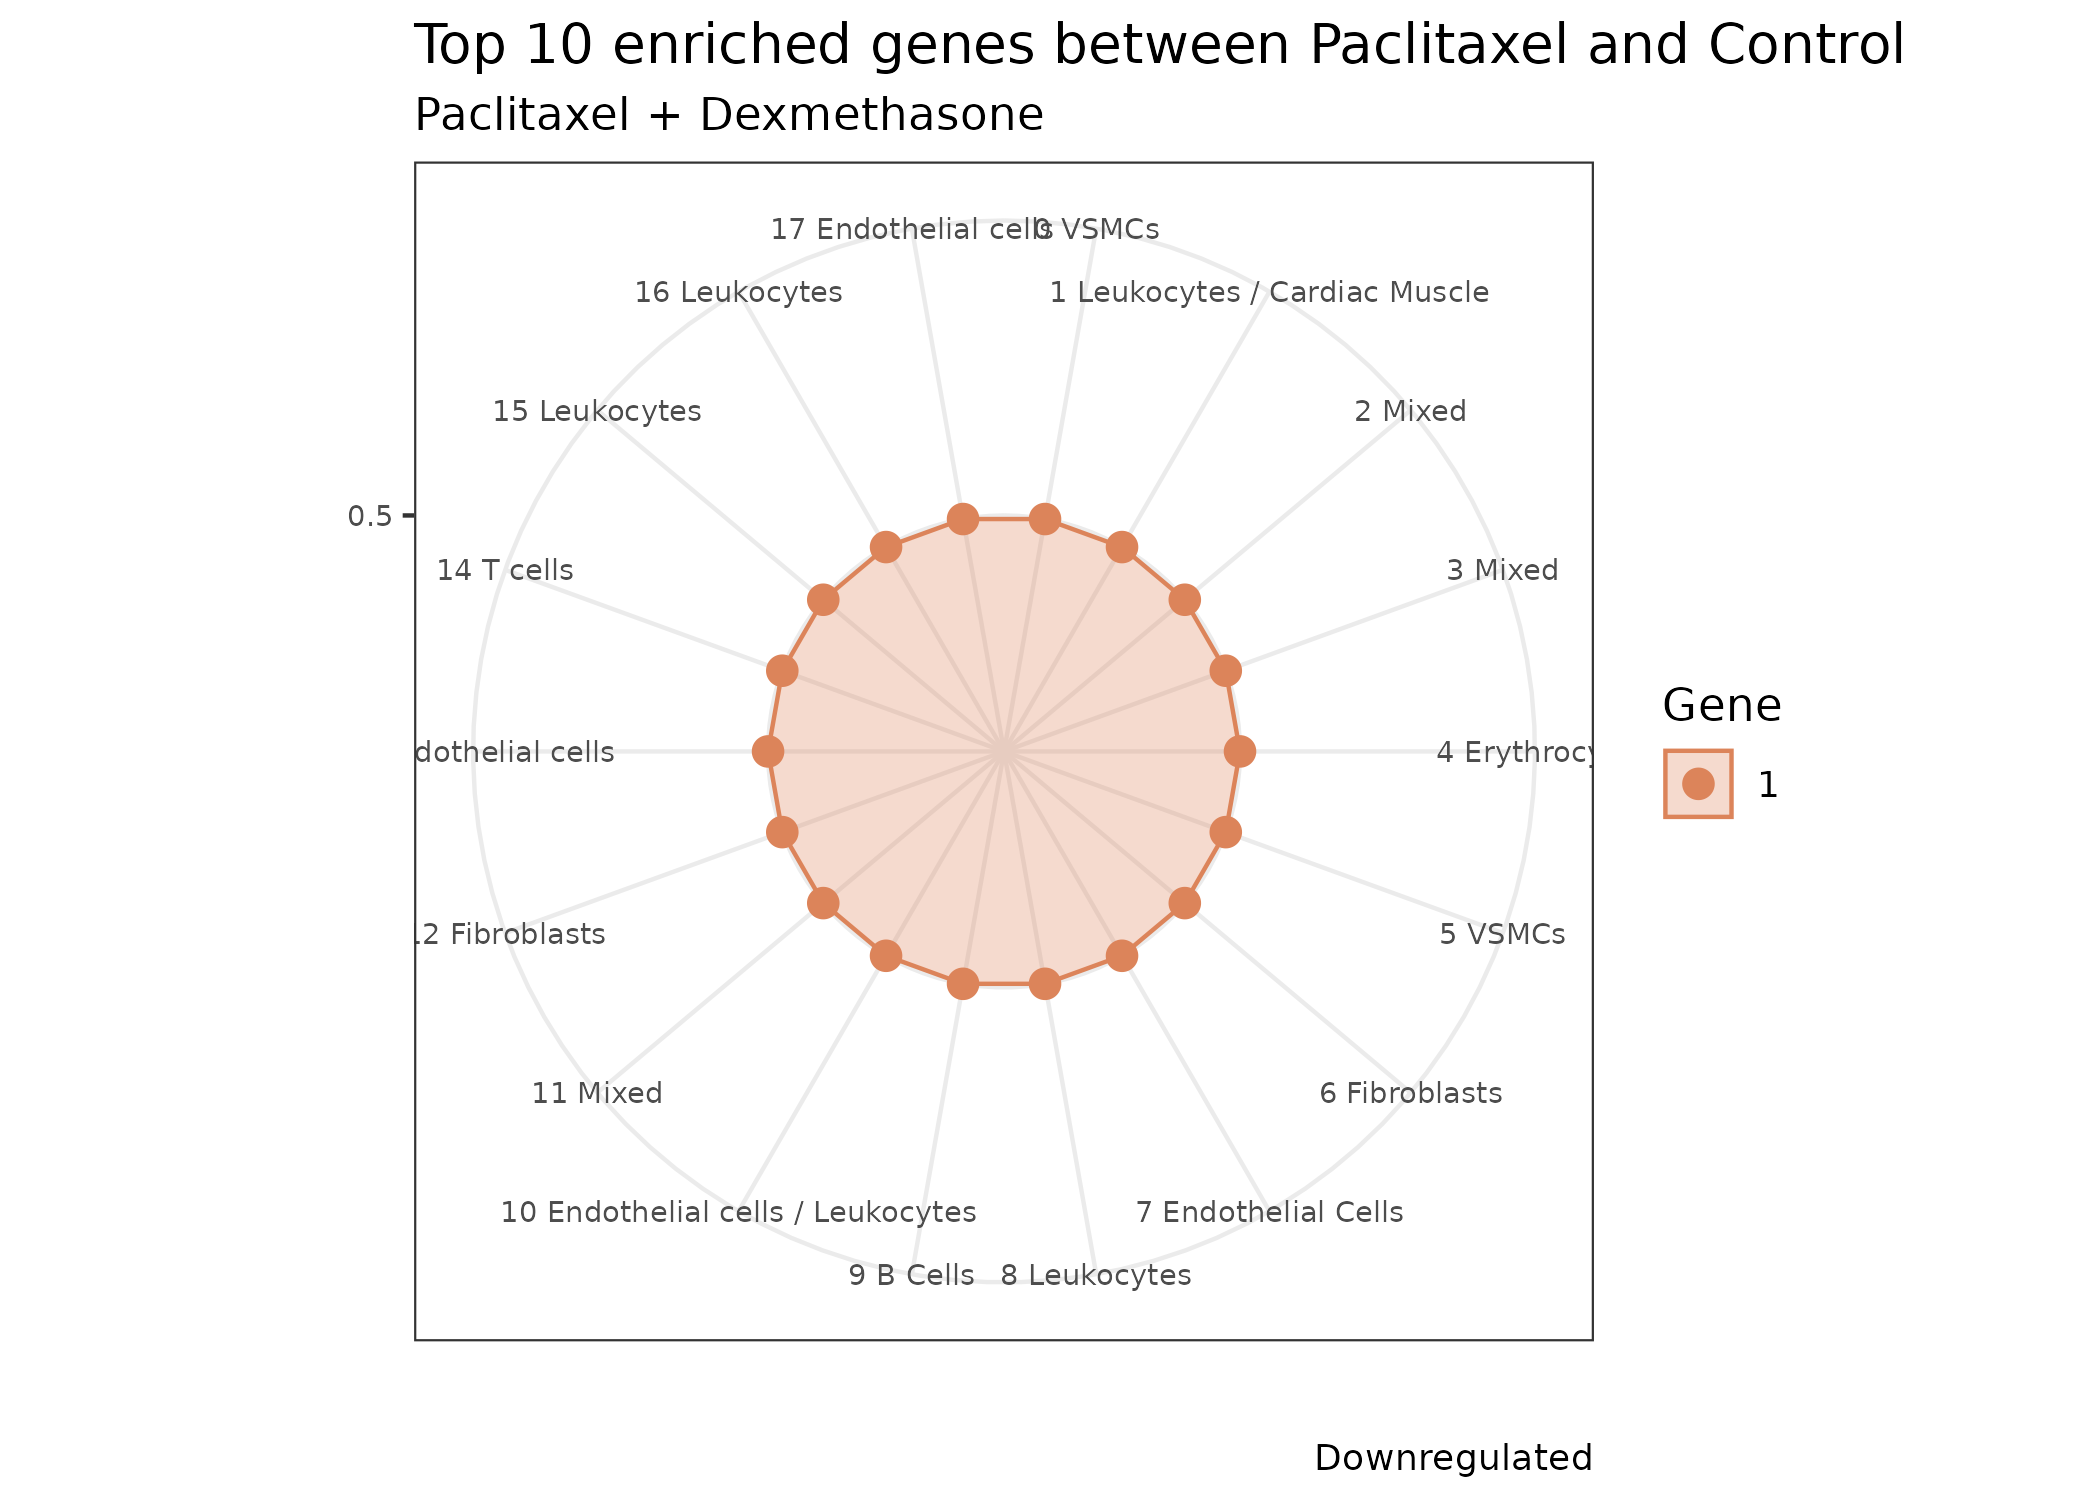 Top 10 enriched genes between Paclitaxel and Control
Paclitaxel + Dexmethasone
17 Endothelial cells
0 VSMCs
16 Leukocytes
1 Leukocytes / Cardiac Muscle
15 Leukocytes
2 Mixed
0.5
14 T cells
3 Mixed
Gene
1
dothelial cells
4 Erythrocy
2 Fibroblasts
5 VSMCs
11 Mixed
6 Fibroblasts
10 Endothelial cells / Leukocytes
7 Endothelial Cells
9 B Cells
8 Leukocytes
Downregulated